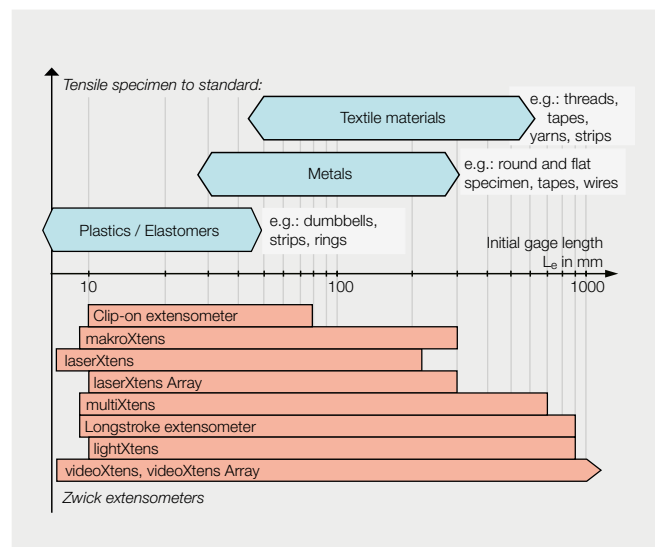 Tensile specimen to standard:
Textile materials
e.g.: threads,
tapes,
yarns, strips
Metals
e.g.: round and flat
specimen, tapes, wires
Plastics / Elastomers
e.g.: dumbbells,
strips, rings
Initial gage length
Le in mm
10 100 1000
Clip-on extensometer
makroXtens
laserXtens
laserXtens Array
multiXtens
Longstroke extensometer
lightXtens
videoXtens, videoXtens Array
Zwick extensometers